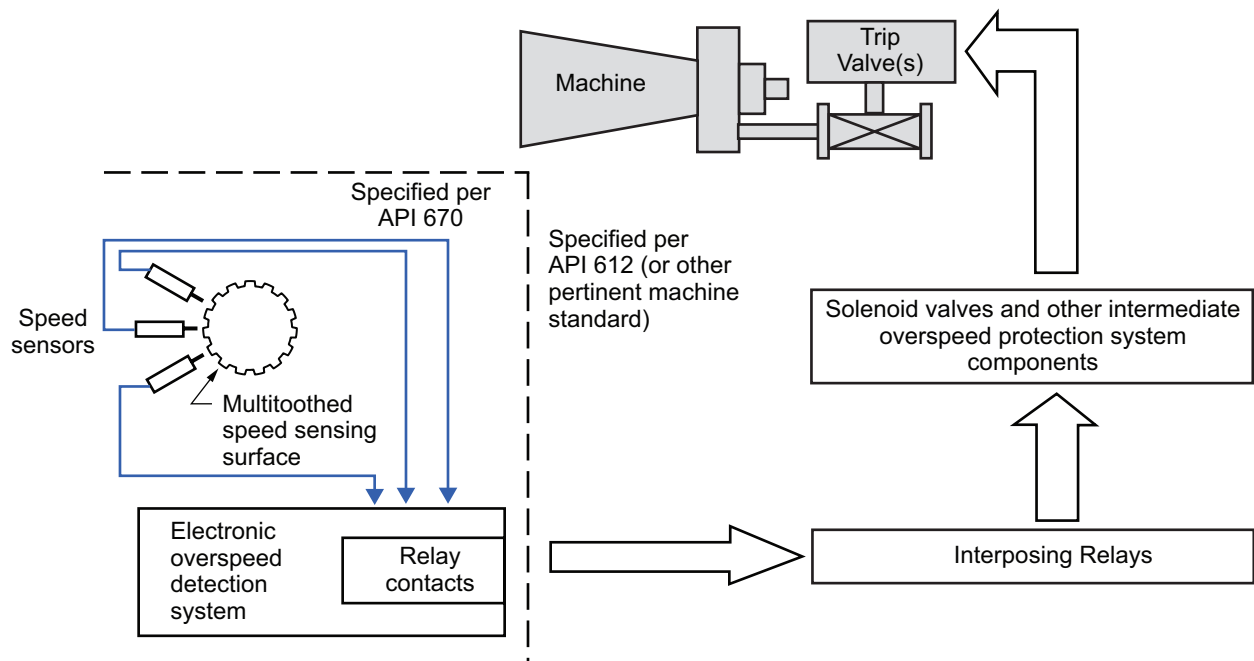 Machine
Trip
Valve(s)
Specified per
API 670
Specified per
API 612 (or other
pertinent machine
standard)
Speed
sensors
Multitoothed
speed sensing
surface
Solenoid valves and other intermediate
overspeed protection system
components
Electronic
overspeed
detection
system
Relay
contacts
Interposing Relays